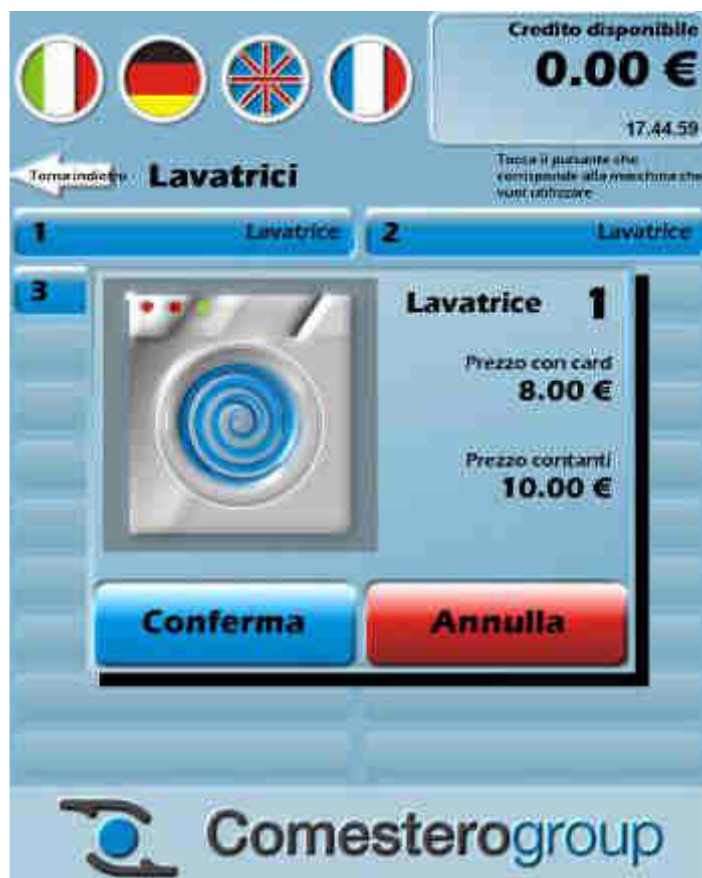 Credito disponibile
0.00 €
17.44.59
Torna indietro
Lavatrici
Tocca il pulsante che
corrisponde alla macchina che
vuoi utilizzare
1 Lavatrice
2 Lavatrice
3
Lavatrice 1
Prezzo con card
8.00 €
Prezzo contanti
10.00 €
Conferma
Annulla
Comesterogroup